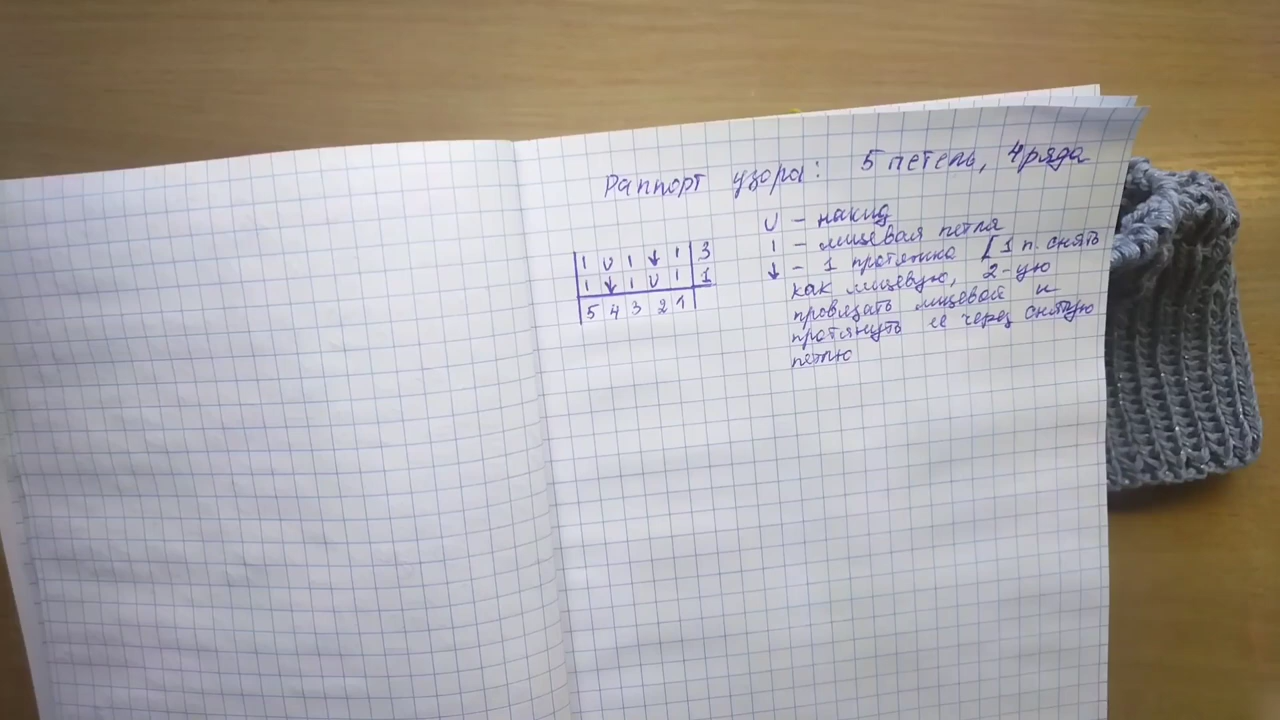 Раппорт узора: 5 петель, 4 ряда
∪ - накид
ı - лицевая петля
↓ - 1 протяжка (1 п. снять
как лицевую, 2-ую
провязать лицевой и
протянуть её через снятую
петлю
ı ∪ ı ↓ ı 3
ı ↓ ı ∪ ı 1
5 4 3 2 1